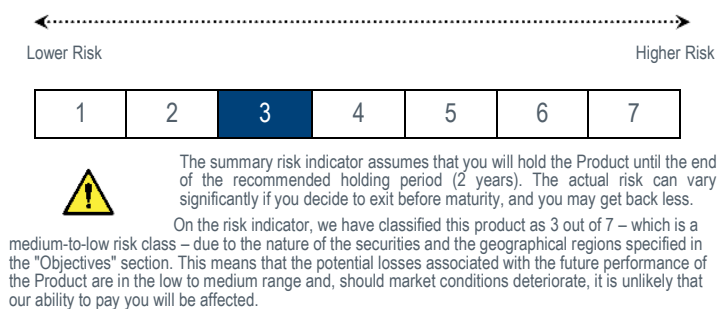 Lower Risk Higher Risk
1 2 3 4 5 6 7
The summary risk indicator assumes that you will hold the Product until the end
of the recommended holding period (2 years). The actual risk can vary
significantly if you decide to exit before maturity, and you may get back less.
On the risk indicator, we have classified this product as 3 out of 7 – which is a
medium-to-low risk class – due to the nature of the securities and the geographical regions specified in
the "Objectives" section. This means that the potential losses associated with the future performance of
the Product are in the low to medium range and, should market conditions deteriorate, it is unlikely that
our ability to pay you will be affected.